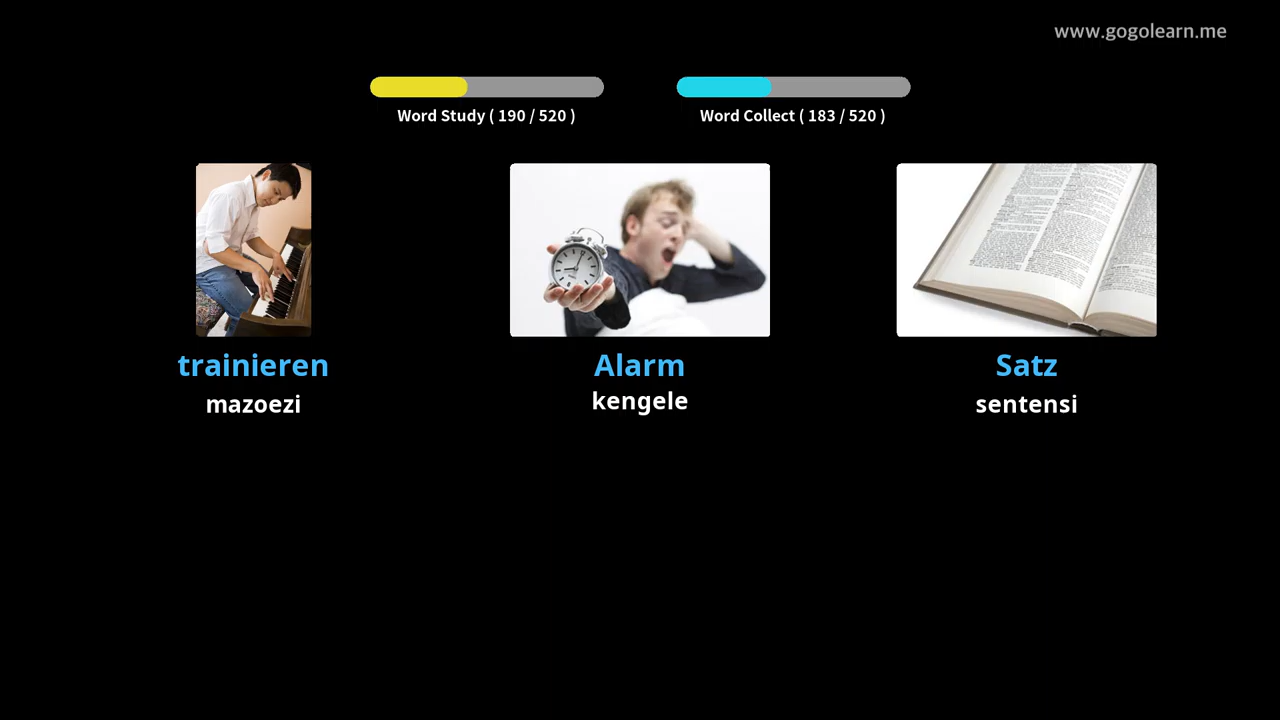 www.gogolearn.me
Word Study ( 190 / 520 )
Word Collect ( 183 / 520 )
trainieren
mazoezi
Alarm
kengele
Satz
sentensi